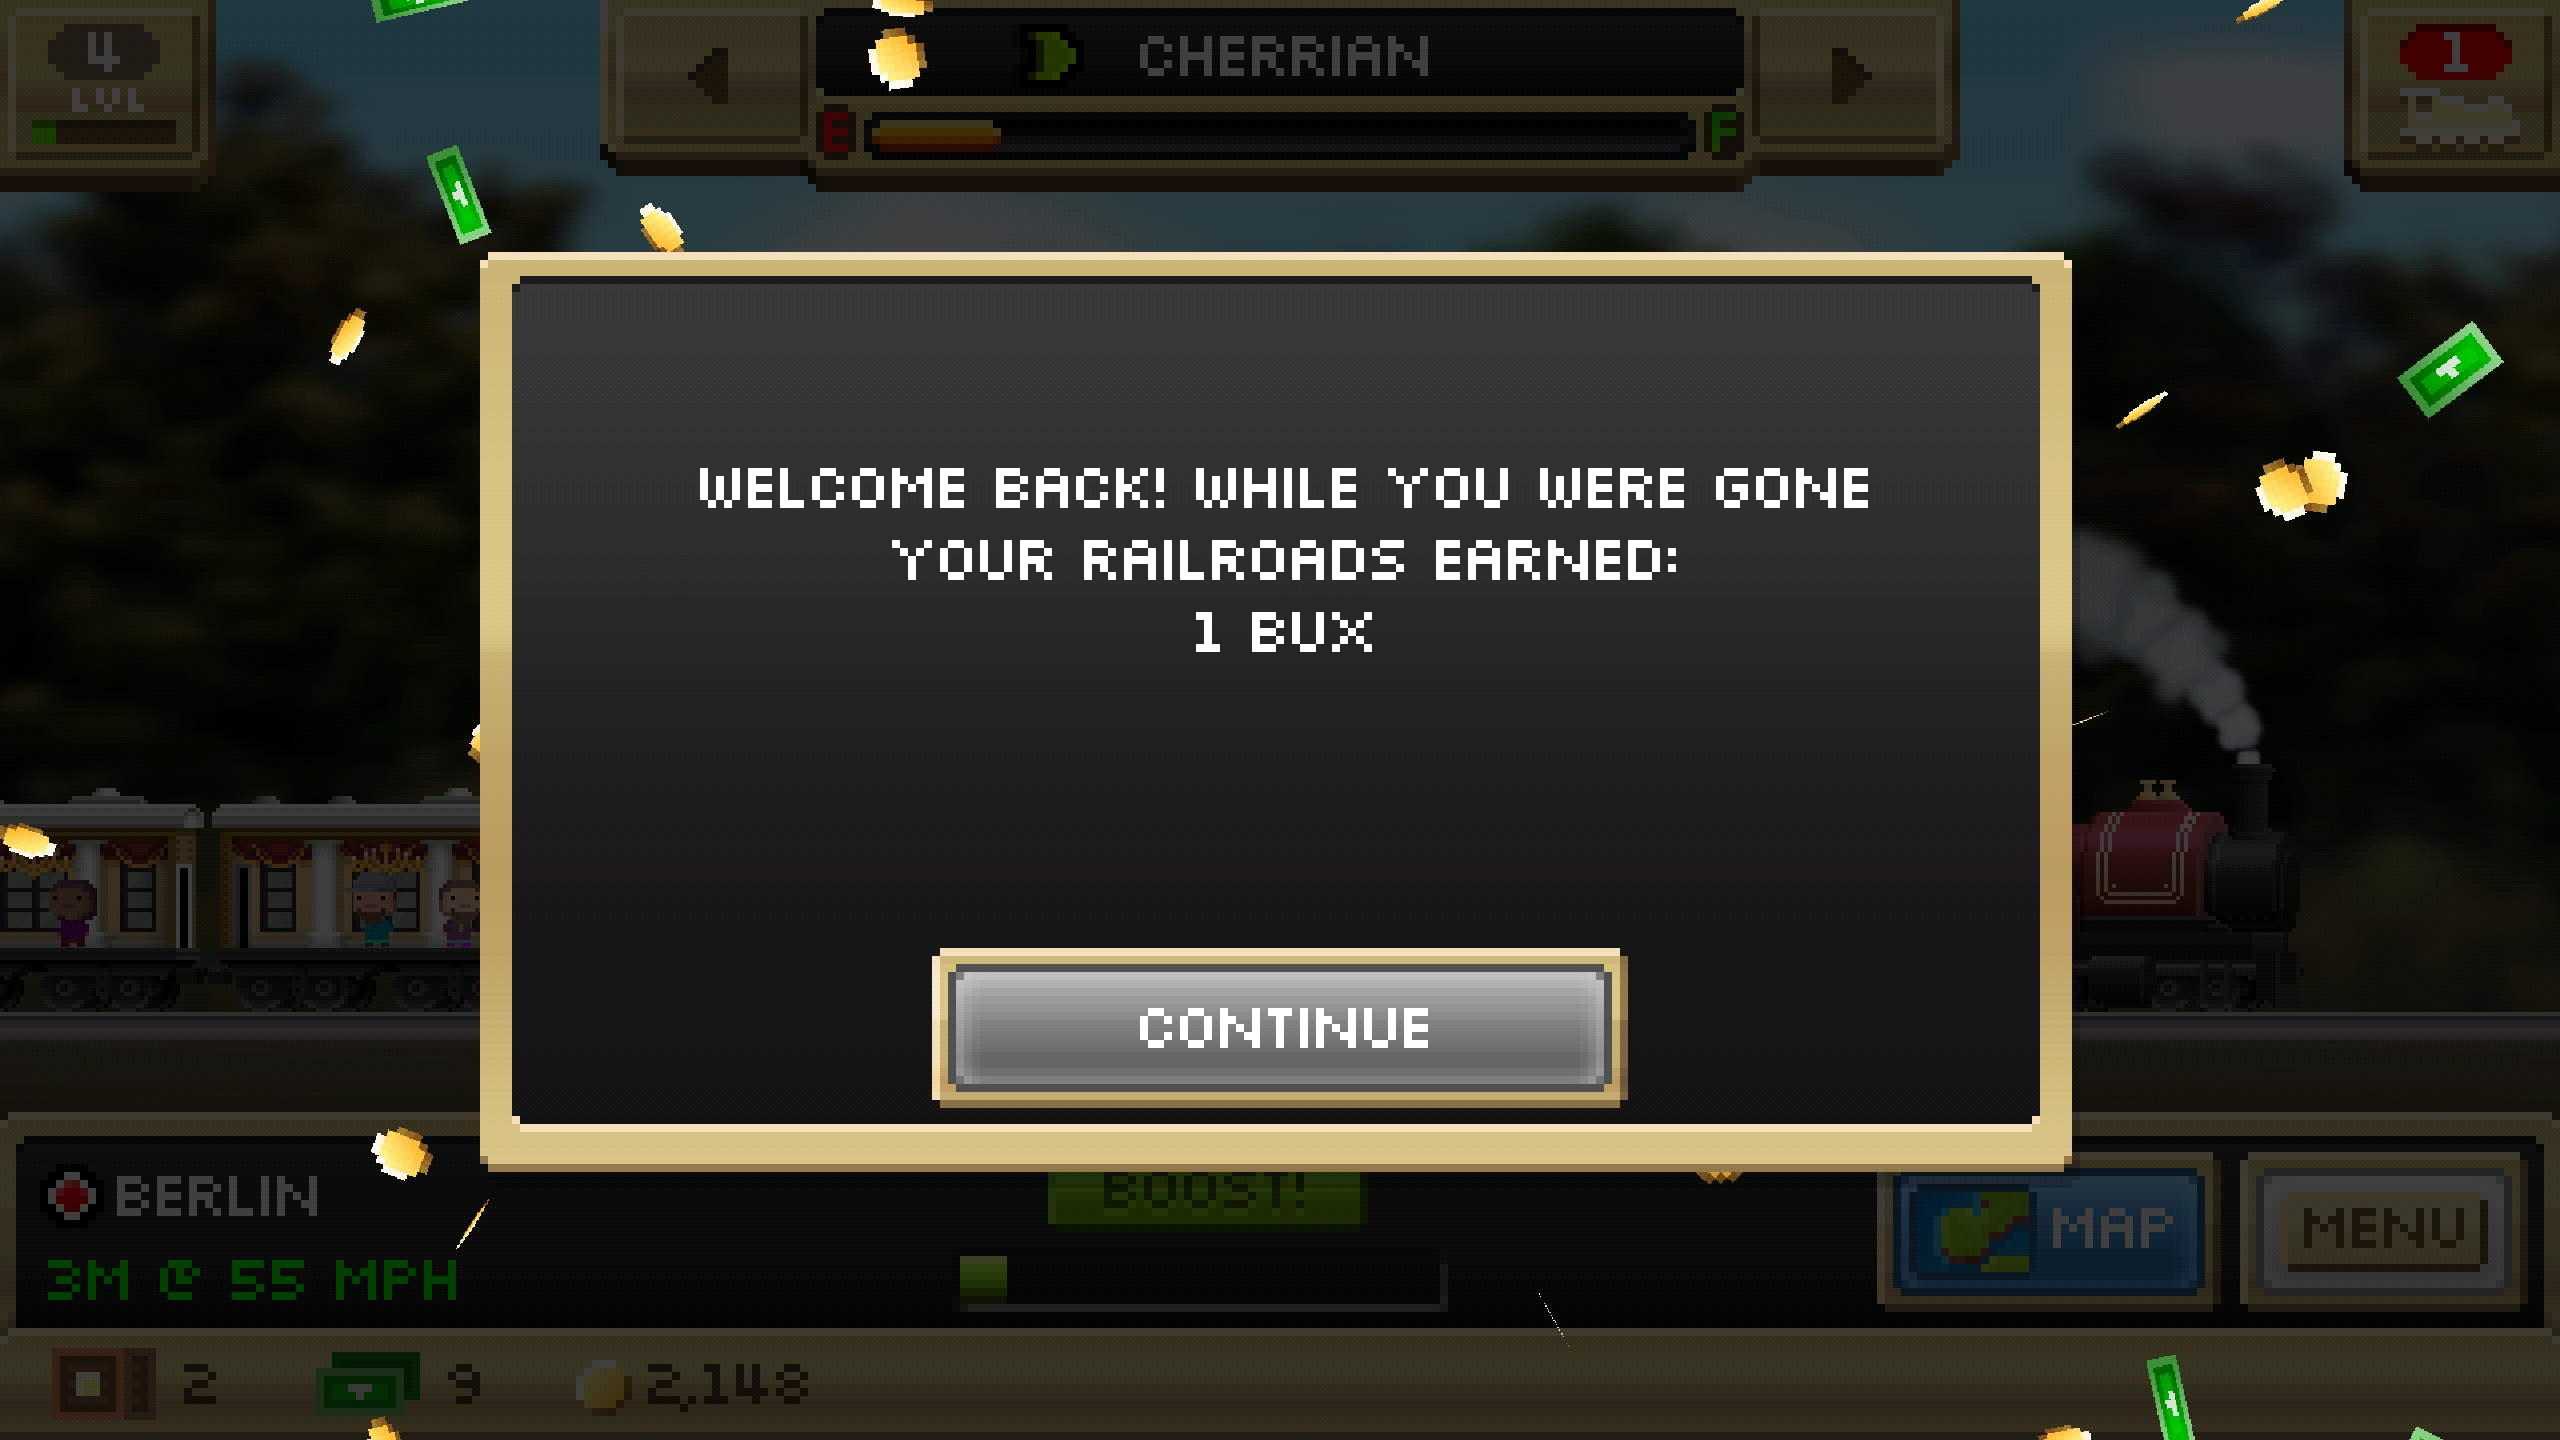 4
LVL
CHERRIAN
E
F
1
WELCOME BACK! WHILE YOU WERE GONE
YOUR RAILROADS EARNED:
1 BUX
CONTINUE
BERLIN
3M @ 55 MPH
BOOST!
MAP
MENU
2
9
2,148